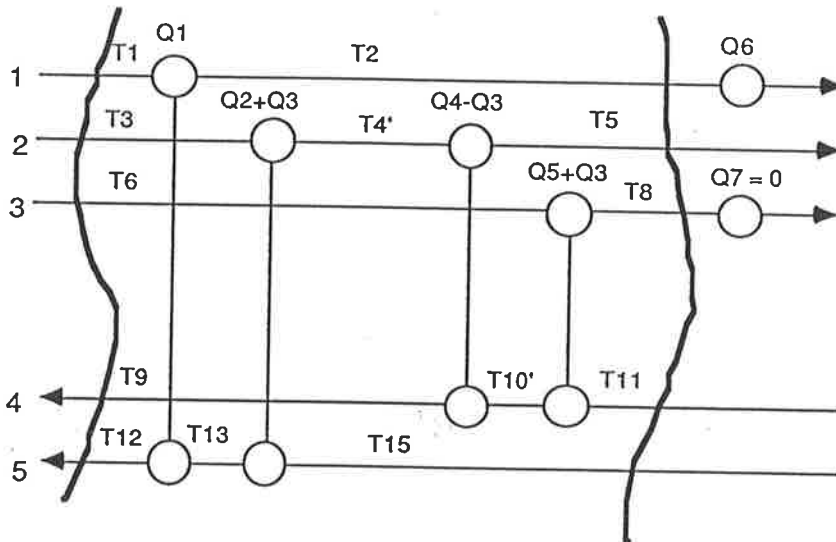 Q1
T1 T2 Q6
1
Q2+Q3 Q4-Q3
T3 T4' T5
2
Q5+Q3
T6 T8 Q7 = 0
3
T9 T10' T11
4
T12 T13 T15
5